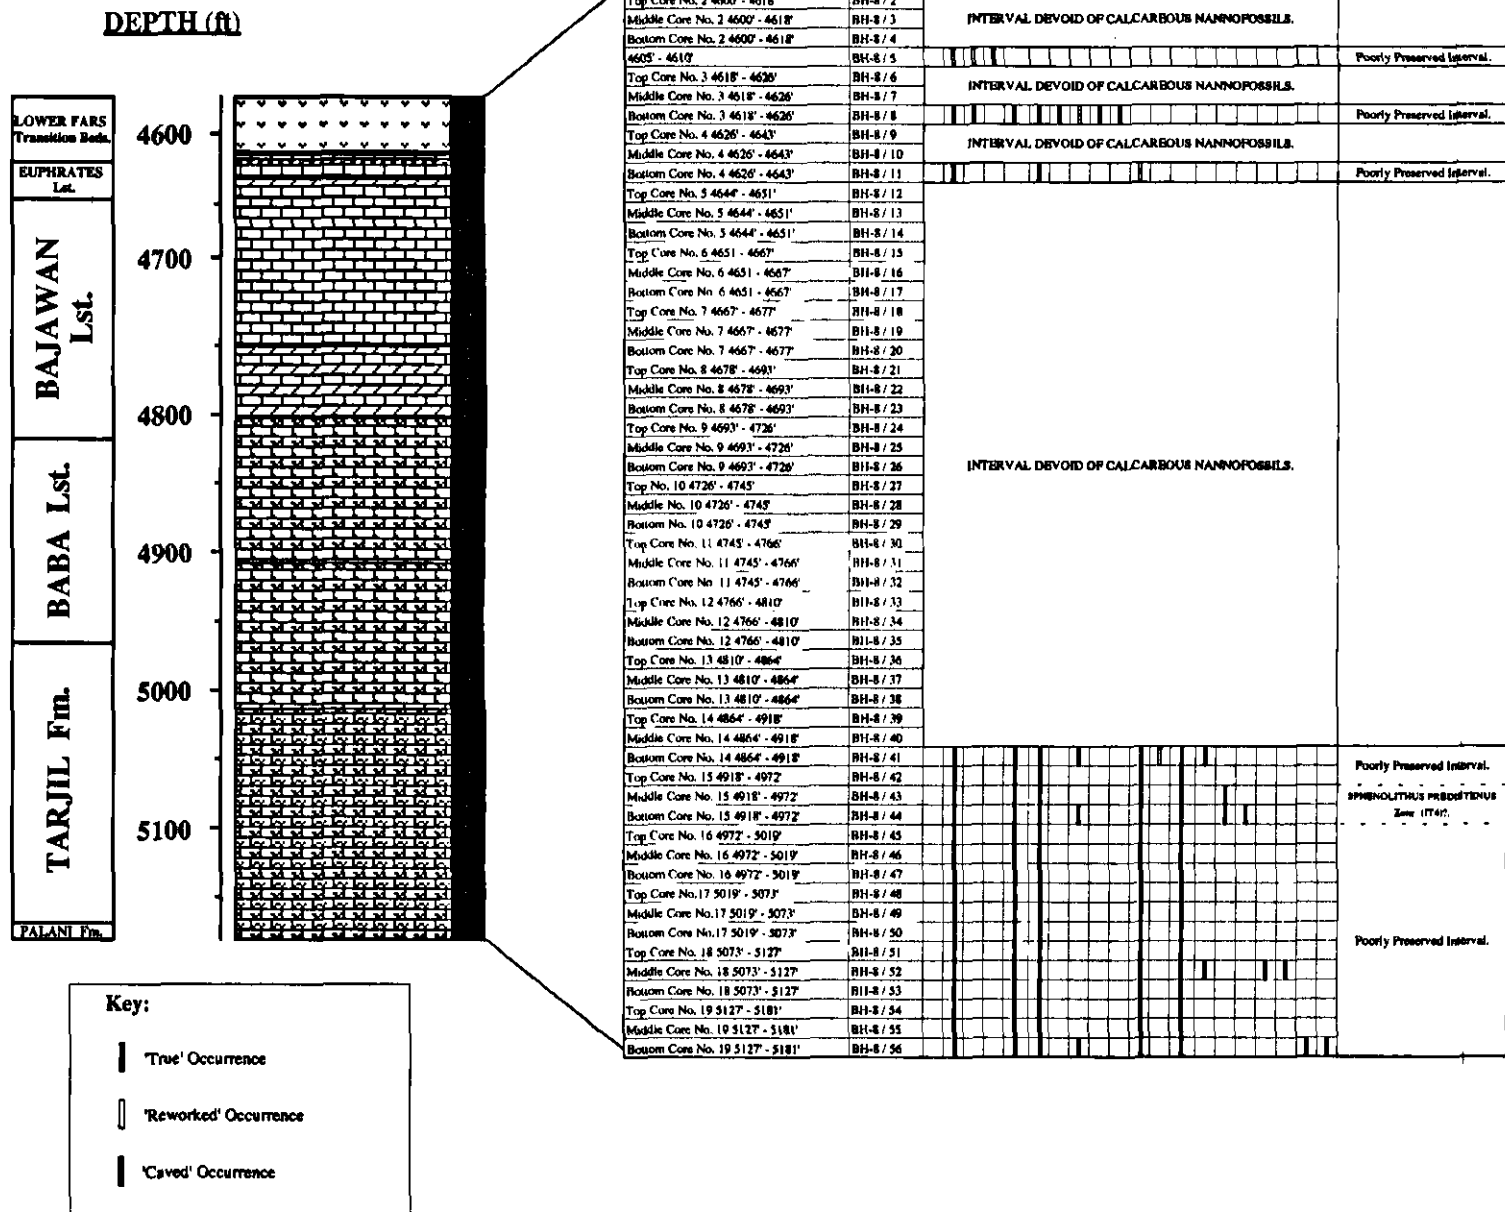 DEPTH (ft)
LOWER FARS
Transition Beds.
EUPHRATES
Lst.
BAJAWAN
Lst.
BABA Lst.
TARJIL Fm.
PALANI Fm.
4600
4700
4800
4900
5000
5100
Top Core No. 2 4600' - 4618' BH-8 / 2
Middle Core No. 2 4600' - 4618' BH-8 / 3
INTERVAL DEVOID OF CALCAREOUS NANNOFOSSILS.
Bottom Core No. 2 4600' - 4618' BH-8 / 4
4605' - 4610' BH-8 / 5 Poorly Preserved Interval.
Top Core No. 3 4618' - 4626' BH-8 / 6
INTERVAL DEVOID OF CALCAREOUS NANNOFOSSILS.
Middle Core No. 3 4618' - 4626' BH-8 / 7
Bottom Core No. 3 4618' - 4626' BH-8 / 8 Poorly Preserved Interval.
Top Core No. 4 4626' - 4643' BH-8 / 9
INTERVAL DEVOID OF CALCAREOUS NANNOFOSSILS.
Middle Core No. 4 4626' - 4643' BH-8 / 10
Bottom Core No. 4 4626' - 4643' BH-8 / 11 Poorly Preserved Interval.
Top Core No. 5 4644' - 4651' BH-8 / 12
Middle Core No. 5 4644' - 4651' BH-8 / 13
Bottom Core No. 5 4644' - 4651' BH-8 / 14
Top Core No. 6 4651 - 4667' BH-8 / 15
Middle Core No. 6 4651 - 4667' BH-8 / 16
Bottom Core No. 6 4651 - 4667' BH-8 / 17
Top Core No. 7 4667' - 4677' BH-8 / 18
Middle Core No. 7 4667' - 4677' BH-8 / 19
Bottom Core No. 7 4667' - 4677' BH-8 / 20
Top Core No. 8 4678' - 4693' BH-8 / 21
Middle Core No. 8 4678' - 4693' BH-8 / 22
Bottom Core No. 8 4678' - 4693' BH-8 / 23
Top Core No. 9 4693' - 4726' BH-8 / 24
Middle Core No. 9 4693' - 4726' BH-8 / 25
Bottom Core No. 9 4693' - 4726' BH-8 / 26 INTERVAL DEVOID OF CALCAREOUS NANNOFOSSILS.
Top No. 10 4726' - 4745' BH-8 / 27
Middle No. 10 4726' - 4745' BH-8 / 28
Bottom No. 10 4726' - 4745' BH-8 / 29
Top Core No. 11 4745' - 4766' BH-8 / 30
Middle Core No. 11 4745' - 4766' BH-8 / 31
Bottom Core No. 11 4745' - 4766' BH-8 / 32
Top Core No. 12 4766' - 4810' BH-8 / 33
Middle Core No. 12 4766' - 4810' BH-8 / 34
Bottom Core No. 12 4766' - 4810' BH-8 / 35
Top Core No. 13 4810' - 4864' BH-8 / 36
Middle Core No. 13 4810' - 4864' BH-8 / 37
Bottom Core No. 13 4810' - 4864' BH-8 / 38
Top Core No. 14 4864' - 4918' BH-8 / 39
Middle Core No. 14 4864' - 4918' BH-8 / 40
Bottom Core No. 14 4864' - 4918' BH-8 / 41
Poorly Preserved Interval.
Top Core No. 15 4918' - 4972' BH-8 / 42
Middle Core No. 15 4918' - 4972' BH-8 / 43 SPHENOLITHUS PREDISTENTUS
Bottom Core No. 15 4918' - 4972' BH-8 / 44 Zone
Top Core No. 16 4972' - 5019' BH-8 / 45
Middle Core No. 16 4972' - 5019' BH-8 / 46
Bottom Core No. 16 4972' - 5019' BH-8 / 47
Top Core No.17 5019' - 5073' BH-8 / 48
Middle Core No.17 5019' - 5073' BH-8 / 49
Bottom Core No.17 5019' - 5073' BH-8 / 50
Poorly Preserved Interval.
Top Core No. 18 5073' - 5127' BH-8 / 51
Middle Core No. 18 5073' - 5127' BH-8 / 52
Bottom Core No. 18 5073' - 5127' BH-8 / 53
Top Core No. 19 5127' - 5181' BH-8 / 54
Middle Core No. 19 5127' - 5181' BH-8 / 55
Bottom Core No. 19 5127' - 5181' BH-8 / 56
Key:
'True' Occurrence
'Reworked' Occurrence
'Caved' Occurrence